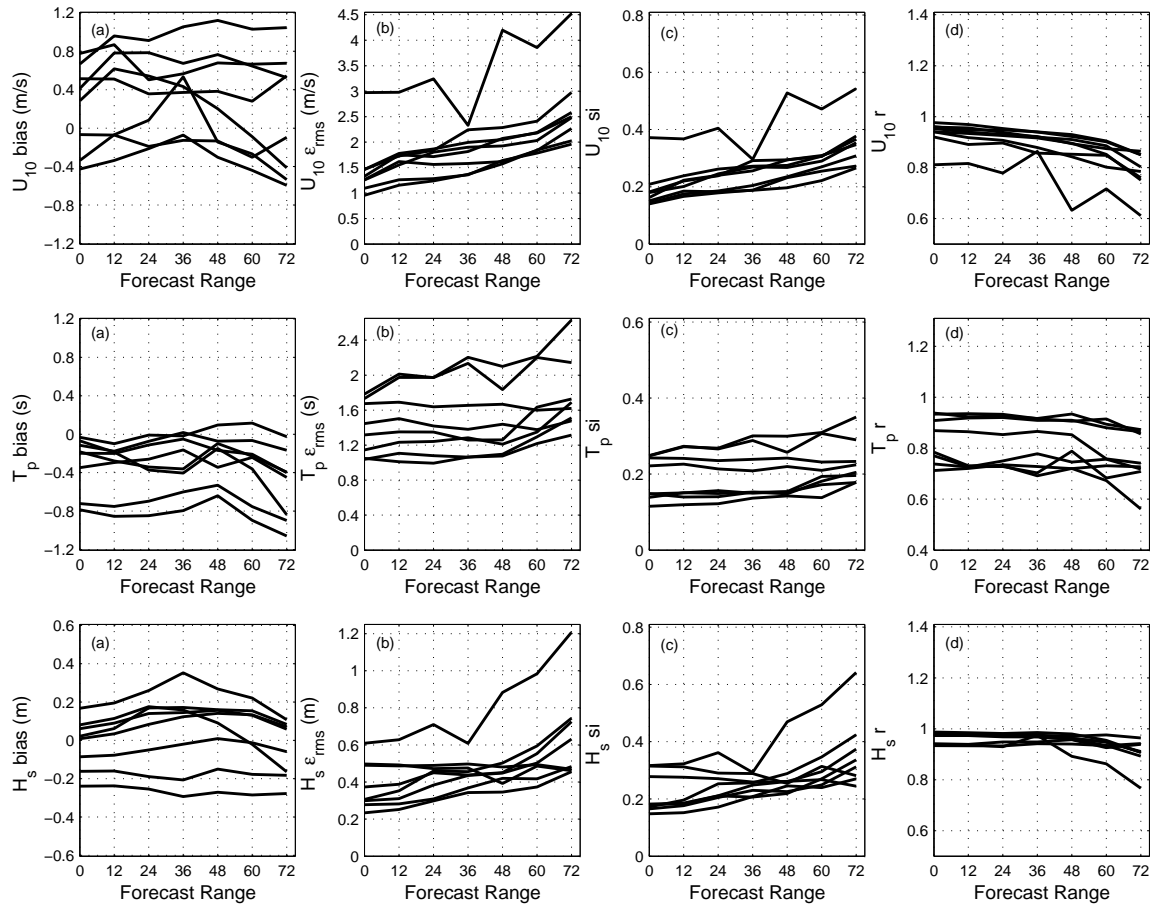 (a)
U10 bias (m/s)
1.2
0.8
0.4
0
−0.4
−0.8
−1.2
0 12 24 36 48 60 72
Forecast Range
(b)
U10 εrms (m/s)
4.5
4
3.5
3
2.5
2
1.5
1
0.5
0
0 12 24 36 48 60 72
Forecast Range
(c)
U10 si
0.8
0.6
0.4
0.2
0
0 12 24 36 48 60 72
Forecast Range
(d)
U10 r
1.4
1.2
1
0.8
0.6
0 12 24 36 48 60 72
Forecast Range
(a)
Tp bias (s)
1.2
0.8
0.4
0
−0.4
−0.8
−1.2
0 12 24 36 48 60 72
Forecast Range
(b)
Tp εrms (s)
2.4
2
1.6
1.2
0.8
0.4
0
0 12 24 36 48 60 72
Forecast Range
(c)
Tp si
0.6
0.4
0.2
0
0 12 24 36 48 60 72
Forecast Range
(d)
Tp r
1.2
1
0.8
0.6
0.4
0 12 24 36 48 60 72
Forecast Range
(a)
Hs bias (m)
0.6
0.4
0.2
0
−0.2
−0.4
−0.6
0 12 24 36 48 60 72
Forecast Range
(b)
Hs εrms (m)
1.2
1
0.8
0.6
0.4
0.2
0
0 12 24 36 48 60 72
Forecast Range
(c)
Hs si
0.8
0.6
0.4
0.2
0
0 12 24 36 48 60 72
Forecast Range
(d)
Hs r
1.4
1.2
1
0.8
0.6
0 12 24 36 48 60 72
Forecast Range